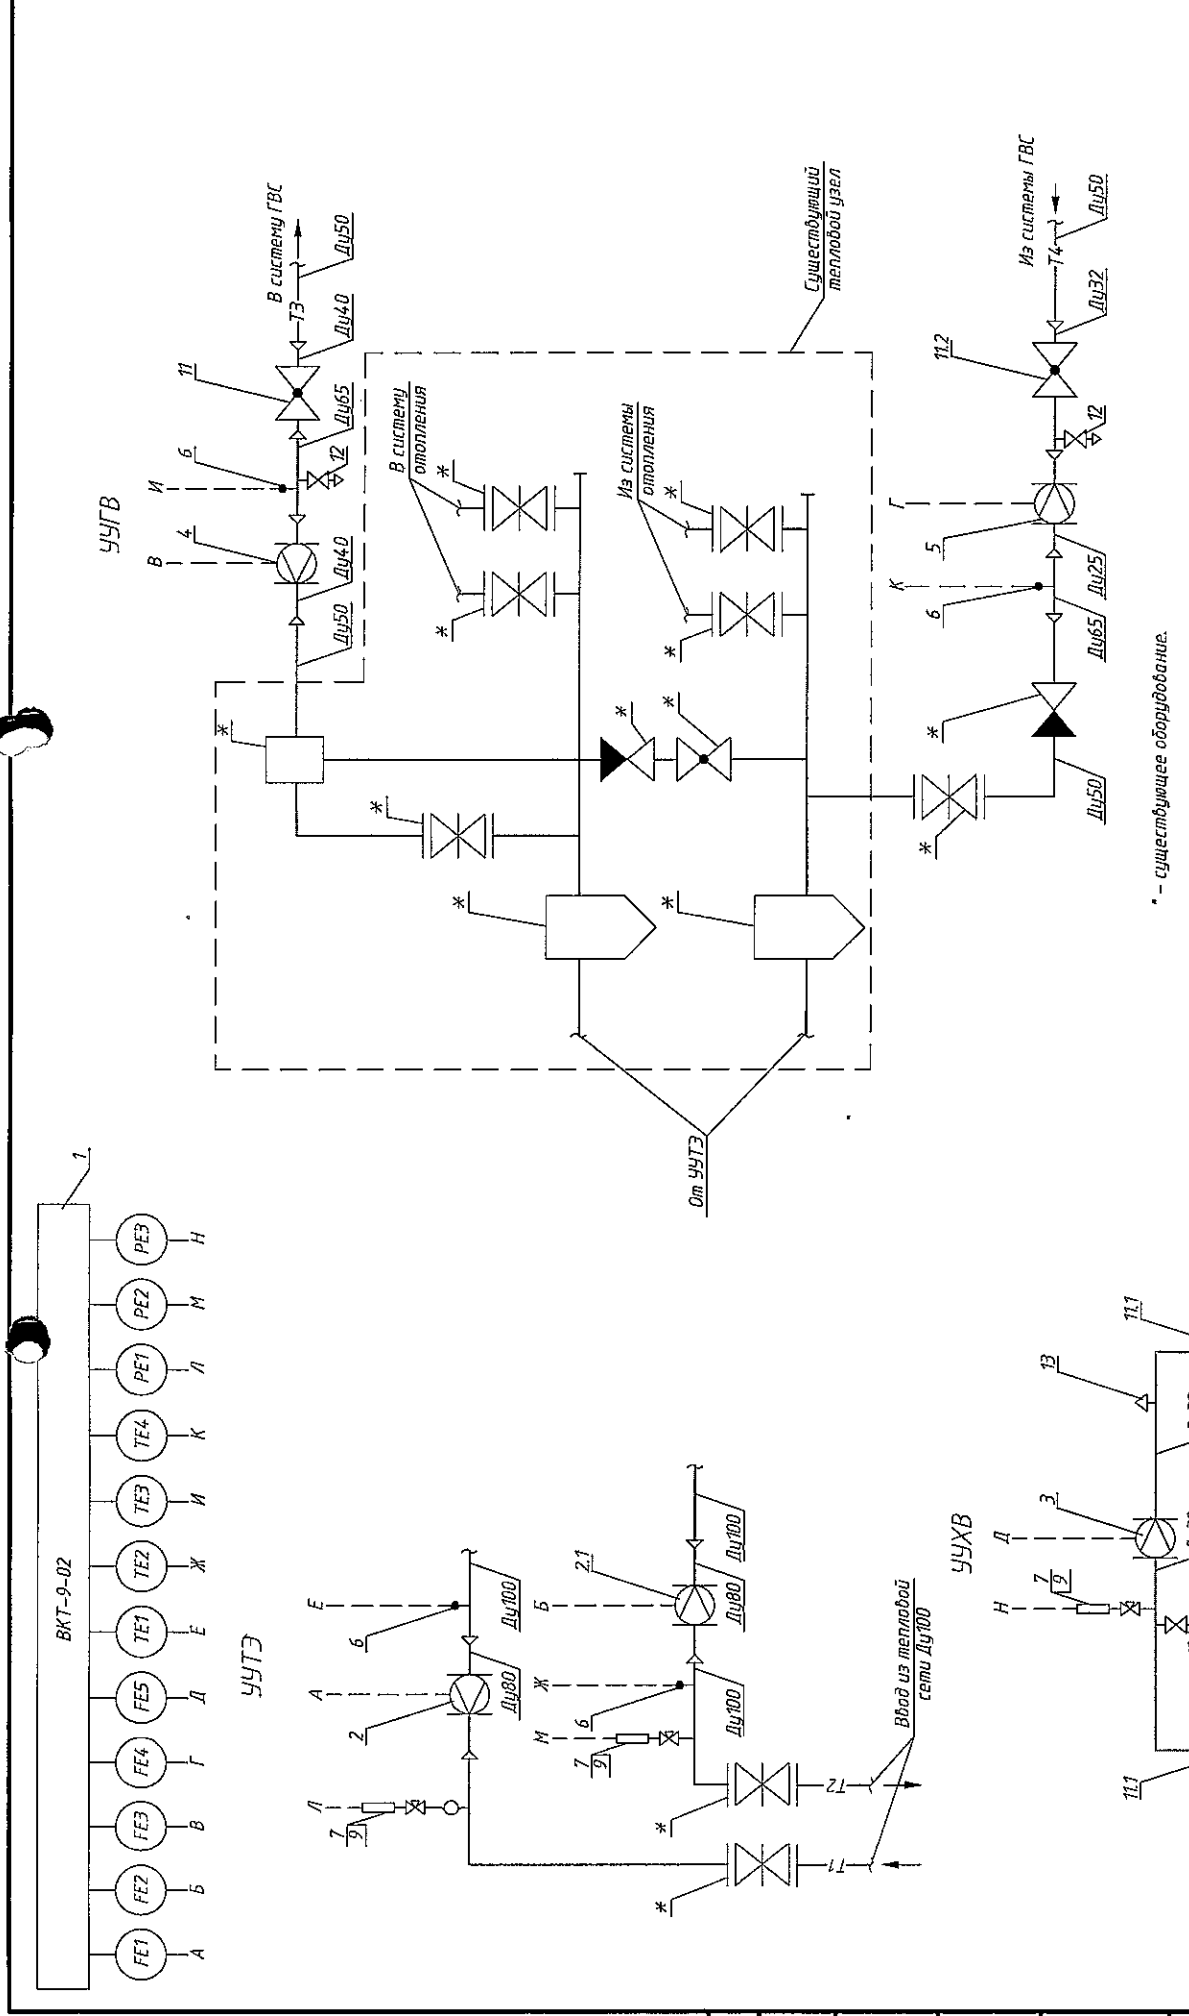 ВКТ-9-02
1
FE1
FE2
FE3
FE4
FE5
TE1
TE2
TE3
TE4
PE1
PE2
PE3
А
Б
В
Г
Д
Е
Ж
И
К
Л
М
Н
УУТЭ
Л
7
9
А
2
Е
6
Ду80
Ду100
М
7
9
Ж
6
Б
2.1
Ду100
Ду80
Ду100
*
*
Т1
Т2
Ввод из тепловой
сети Ду100
УУХВ
Н
7
9
Д
3
13
11.1
11.1
УУГВ
В
4
И
6
11
В систему ГВС
Т3
Ду50
Ду40
12
Ду65
Ду40
Ду50
*
*
*
*
*
В систему
отопления
*
*
*
*
*
Из системы
отопления
Существующий
тепловой узел
От УУТЭ
*
*
К
6
Г
5
11.2
12
Из системы ГВС
Т4
Ду50
Ду65
Ду25
Ду32
Ду50
* – существующее оборудование.